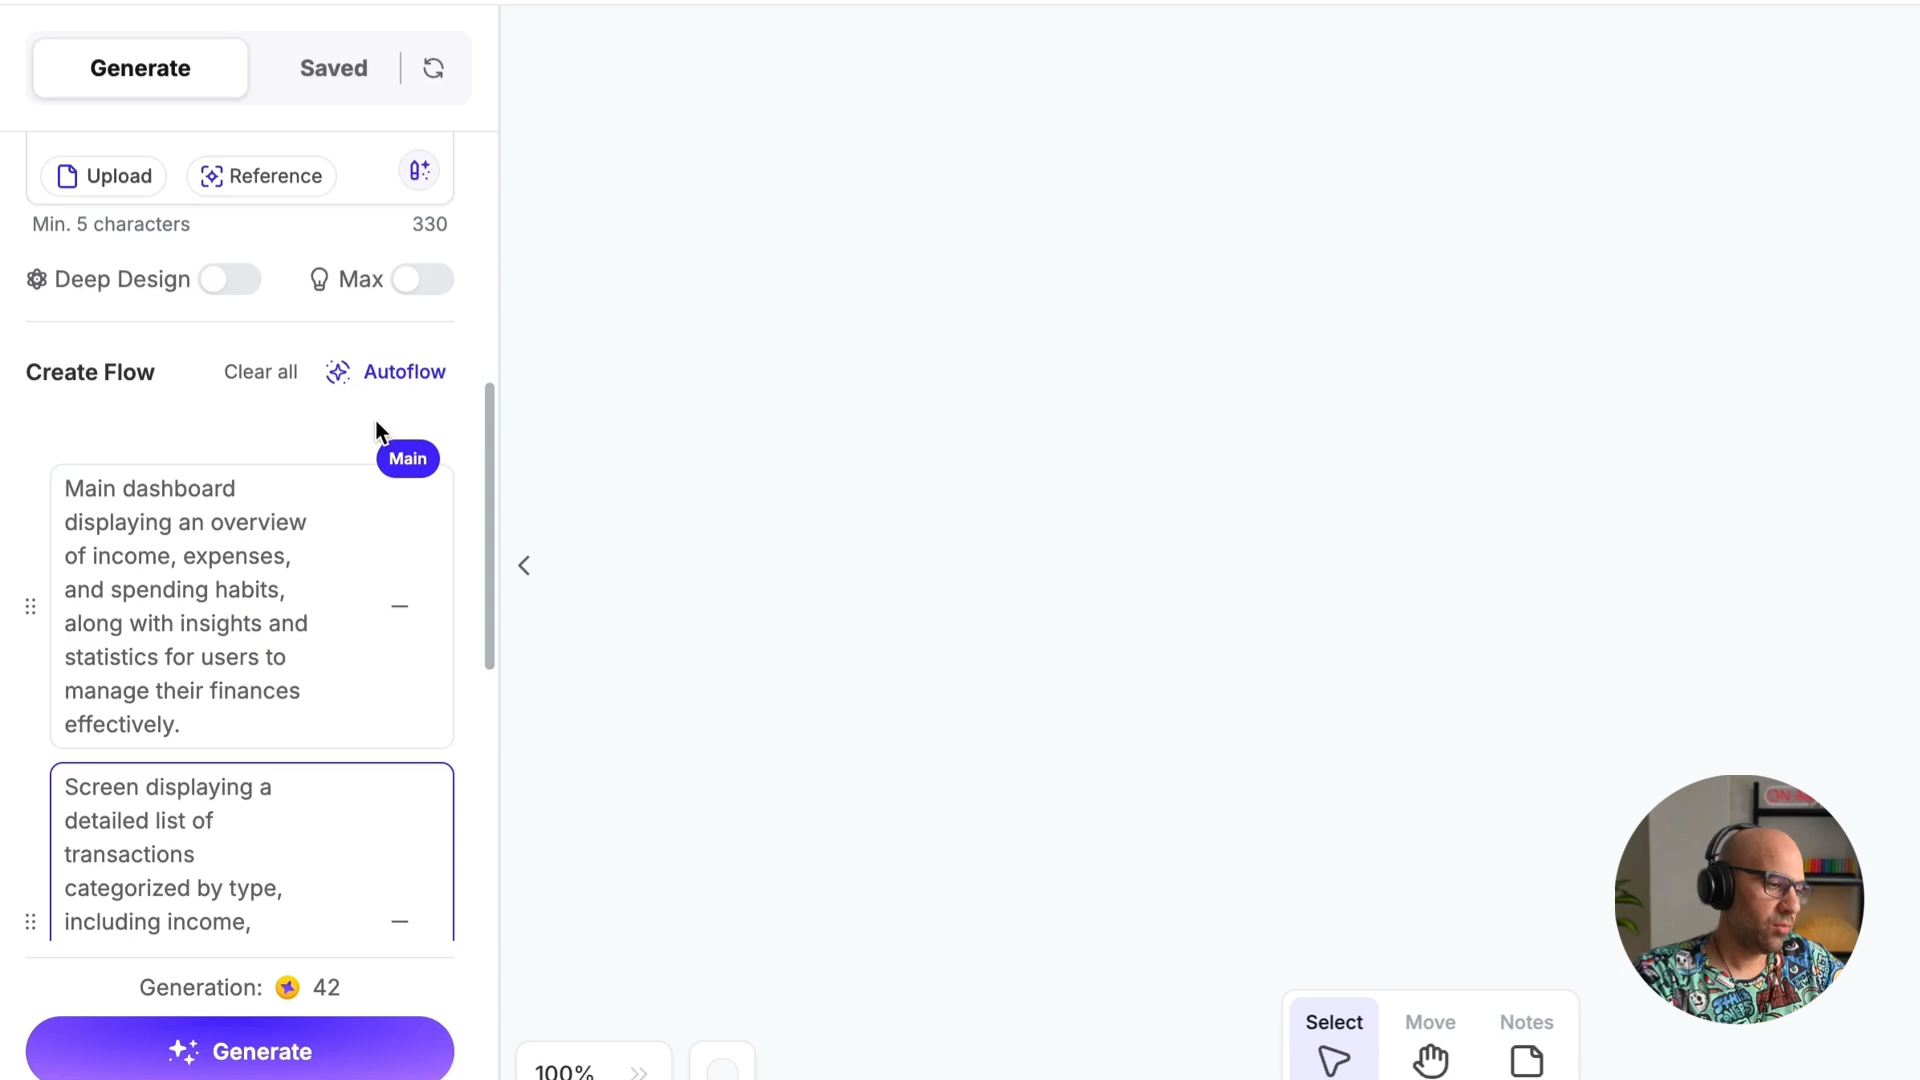 Generate
Saved
Upload
Reference
Min. 5 characters
330
Deep Design
Max
Create Flow
Clear all
Autoflow
Main
Main dashboard
displaying an overview
of income, expenses,
and spending habits,
along with insights and
statistics for users to
manage their finances
effectively.
Screen displaying a
detailed list of
transactions
categorized by type,
including income,
Generation: 42
Generate
100%
Select
Move
Notes